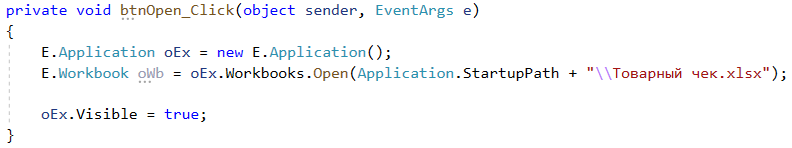 private void btnOpen_Click(object sender, EventArgs e)
{
    E.Application oEx = new E.Application();
    E.Workbook oWb = oEx.Workbooks.Open(Application.StartupPath + "\\Товарный чек.xlsx");

    oEx.Visible = true;
}